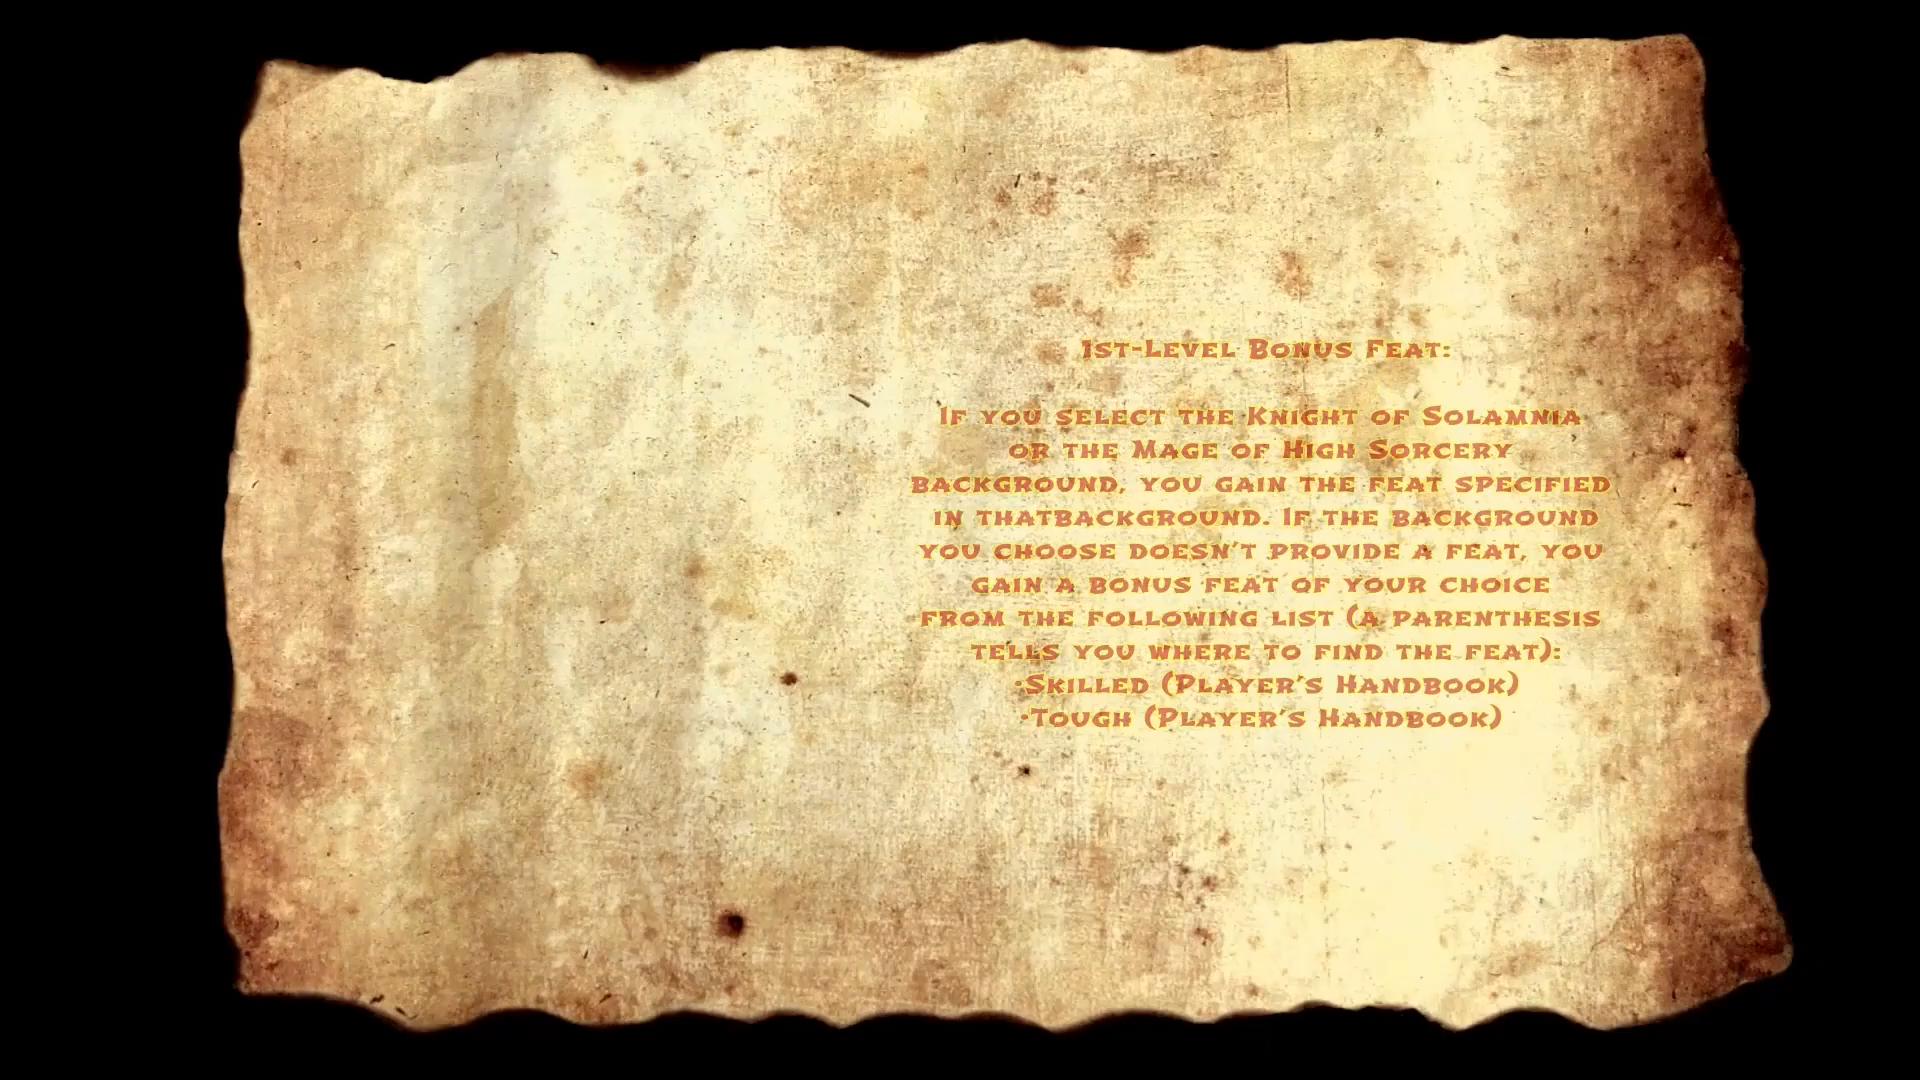 1st-Level Bonus Feat:
If you select the Knight of Solamnia
or the Mage of High Sorcery
background, you gain the feat specified
in thatbackground. If the background
you choose doesn't provide a feat, you
gain a bonus feat of your choice
from the following list (a parenthesis
tells you where to find the feat):
·Skilled (Player's Handbook)
·Tough (Player's Handbook)